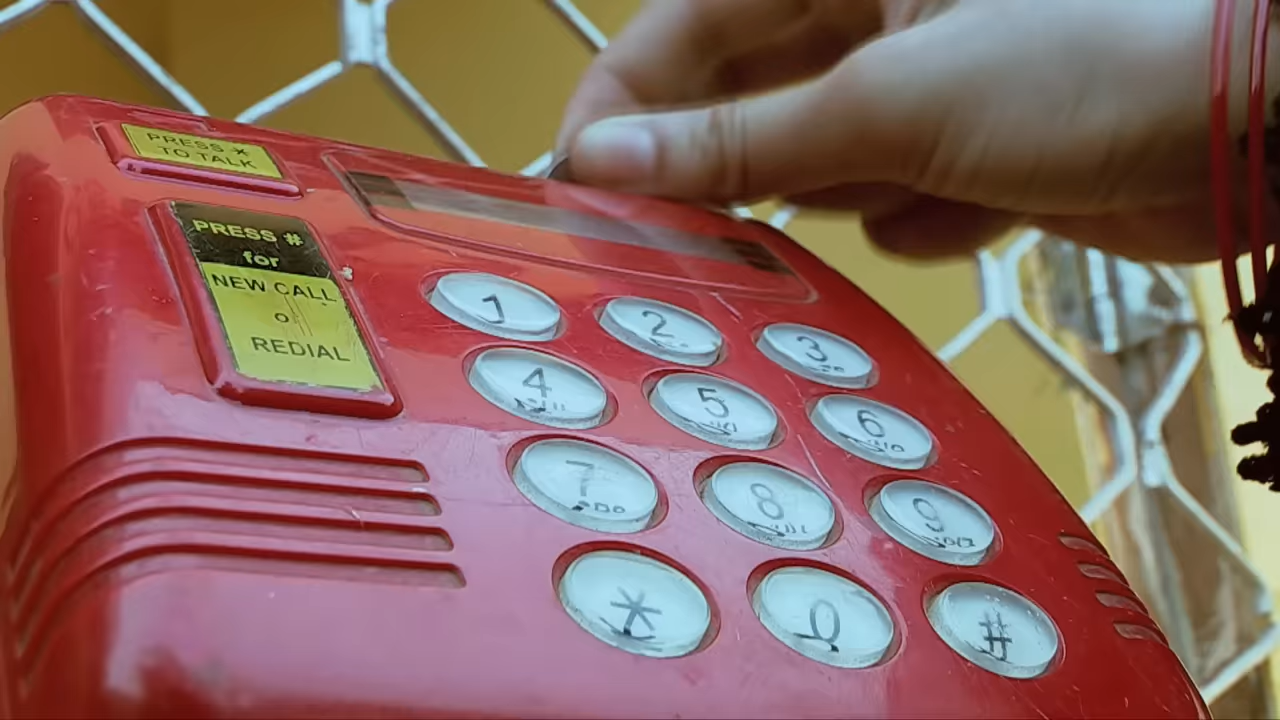 PRESS *
TO TALK
PRESS #
for
NEW CALL
o
REDIAL
1 2 3
4 5 6
7 8 9
* 0 #